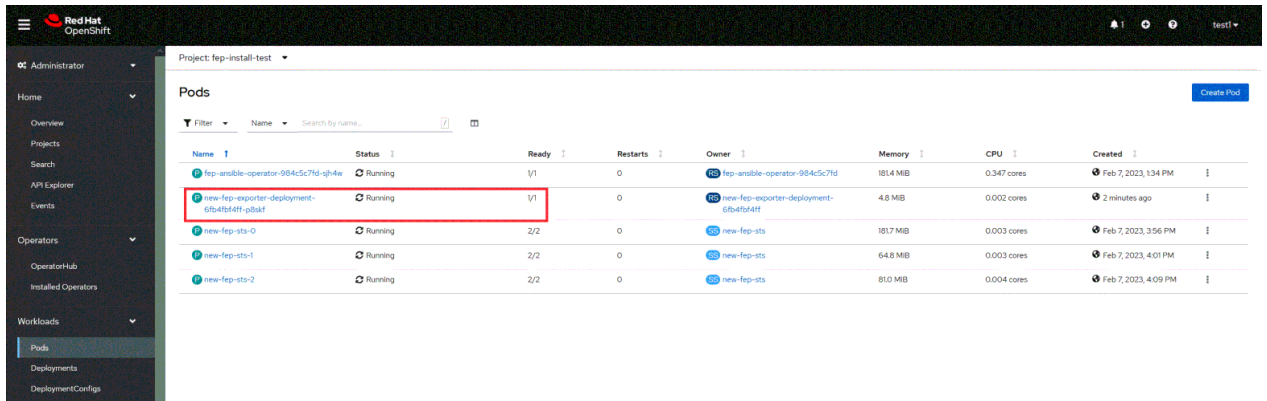 Red Hat
OpenShift
1
test1
Administrator
Home
Overview
Projects
Search
API Explorer
Events
Operators
OperatorHub
Installed Operators
Workloads
Pods
Deployments
DeploymentConfigs
Project: fep-install-test
Pods
Create Pod
Filter Name Search by name... /
Name Status Ready Restarts Owner Memory CPU Created
P fep-ansible-operator-984c5c7fd-sjh4w Running 1/1 0 RS fep-ansible-operator-984c5c7fd 181.4 MiB 0.347 cores Feb 7, 2023, 1:34 PM
P new-fep-exporter-deployment- Running 1/1 0 RS new-fep-exporter-deployment- 4.8 MiB 0.002 cores 2 minutes ago
6fb4fbf4ff-p8skf 6fb4fbf4ff
P new-fep-sts-0 Running 2/2 0 SS new-fep-sts 181.7 MiB 0.003 cores Feb 7, 2023, 3:56 PM
P new-fep-sts-1 Running 2/2 0 SS new-fep-sts 64.8 MiB 0.003 cores Feb 7, 2023, 4:01 PM
P new-fep-sts-2 Running 2/2 0 SS new-fep-sts 81.0 MiB 0.004 cores Feb 7, 2023, 4:09 PM